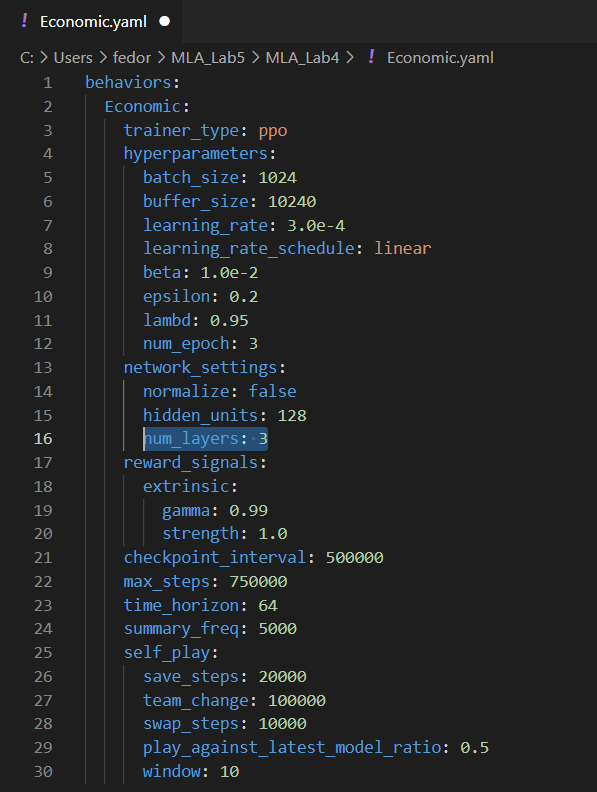 ! Economic.yaml ●
C: > Users > fedor > MLA_Lab5 > MLA_Lab4 > ! Economic.yaml
1 behaviors:
2   Economic:
3     trainer_type: ppo
4     hyperparameters:
5       batch_size: 1024
6       buffer_size: 10240
7       learning_rate: 3.0e-4
8       learning_rate_schedule: linear
9       beta: 1.0e-2
10       epsilon: 0.2
11       lambd: 0.95
12       num_epoch: 3
13     network_settings:
14       normalize: false
15       hidden_units: 128
16       num_layers: 3
17     reward_signals:
18       extrinsic:
19         gamma: 0.99
20         strength: 1.0
21     checkpoint_interval: 500000
22     max_steps: 750000
23     time_horizon: 64
24     summary_freq: 5000
25     self_play:
26       save_steps: 20000
27       team_change: 100000
28       swap_steps: 10000
29       play_against_latest_model_ratio: 0.5
30       window: 10